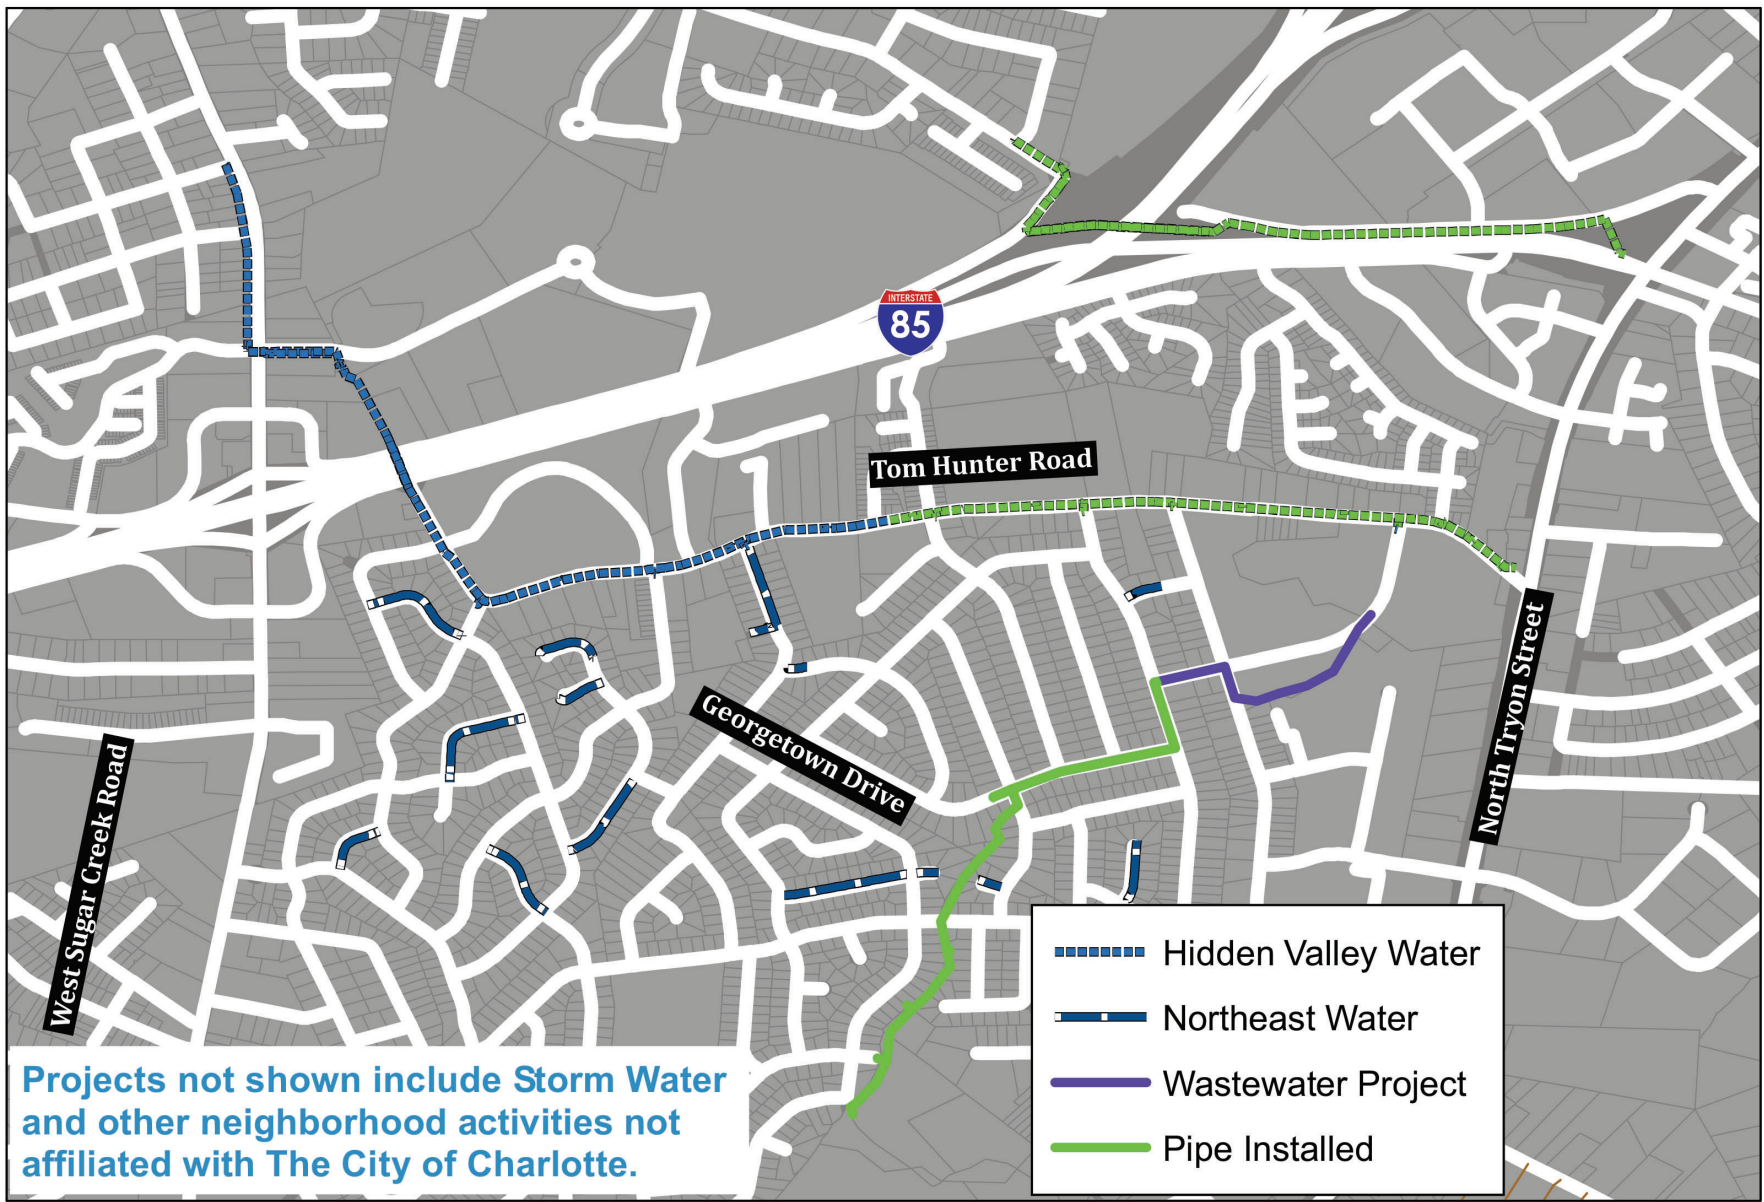 INTERSTATE
85
Tom Hunter Road
Georgetown Drive
North Tryon Street
West Sugar Creek Road
Hidden Valley Water
Northeast Water
Wastewater Project
Pipe Installed
Projects not shown include Storm Water
and other neighborhood activities not
affiliated with The City of Charlotte.